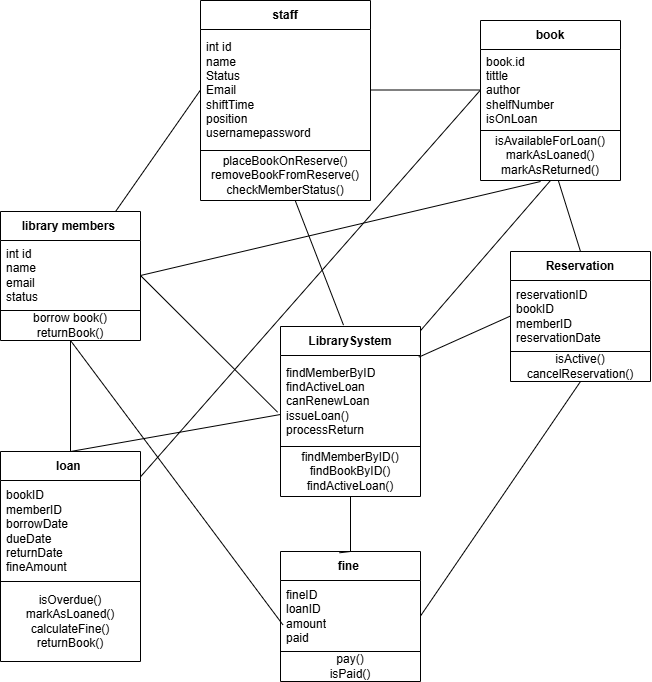 staff
int id
name
Status
Email
shiftTime
position
usernamepassword
placeBookOnReserve()
removeBookFromReserve()
checkMemberStatus()
book
book.id
tittle
author
shelfNumber
isOnLoan
isAvailableForLoan()
markAsLoaned()
markAsReturned()
library members
int id
name
email
status
borrow book()
returnBook()
Reservation
reservationID
bookID
memberID
reservationDate
isActive()
cancelReservation()
LibrarySystem
findMemberByID
findActiveLoan
canRenewLoan
issueLoan()
processReturn
findMemberByID()
findBookByID()
findActiveLoan()
loan
bookID
memberID
borrowDate
dueDate
returnDate
fineAmount
isOverdue()
markAsLoaned()
calculateFine()
returnBook()
fine
fineID
loanID
amount
paid
pay()
isPaid()